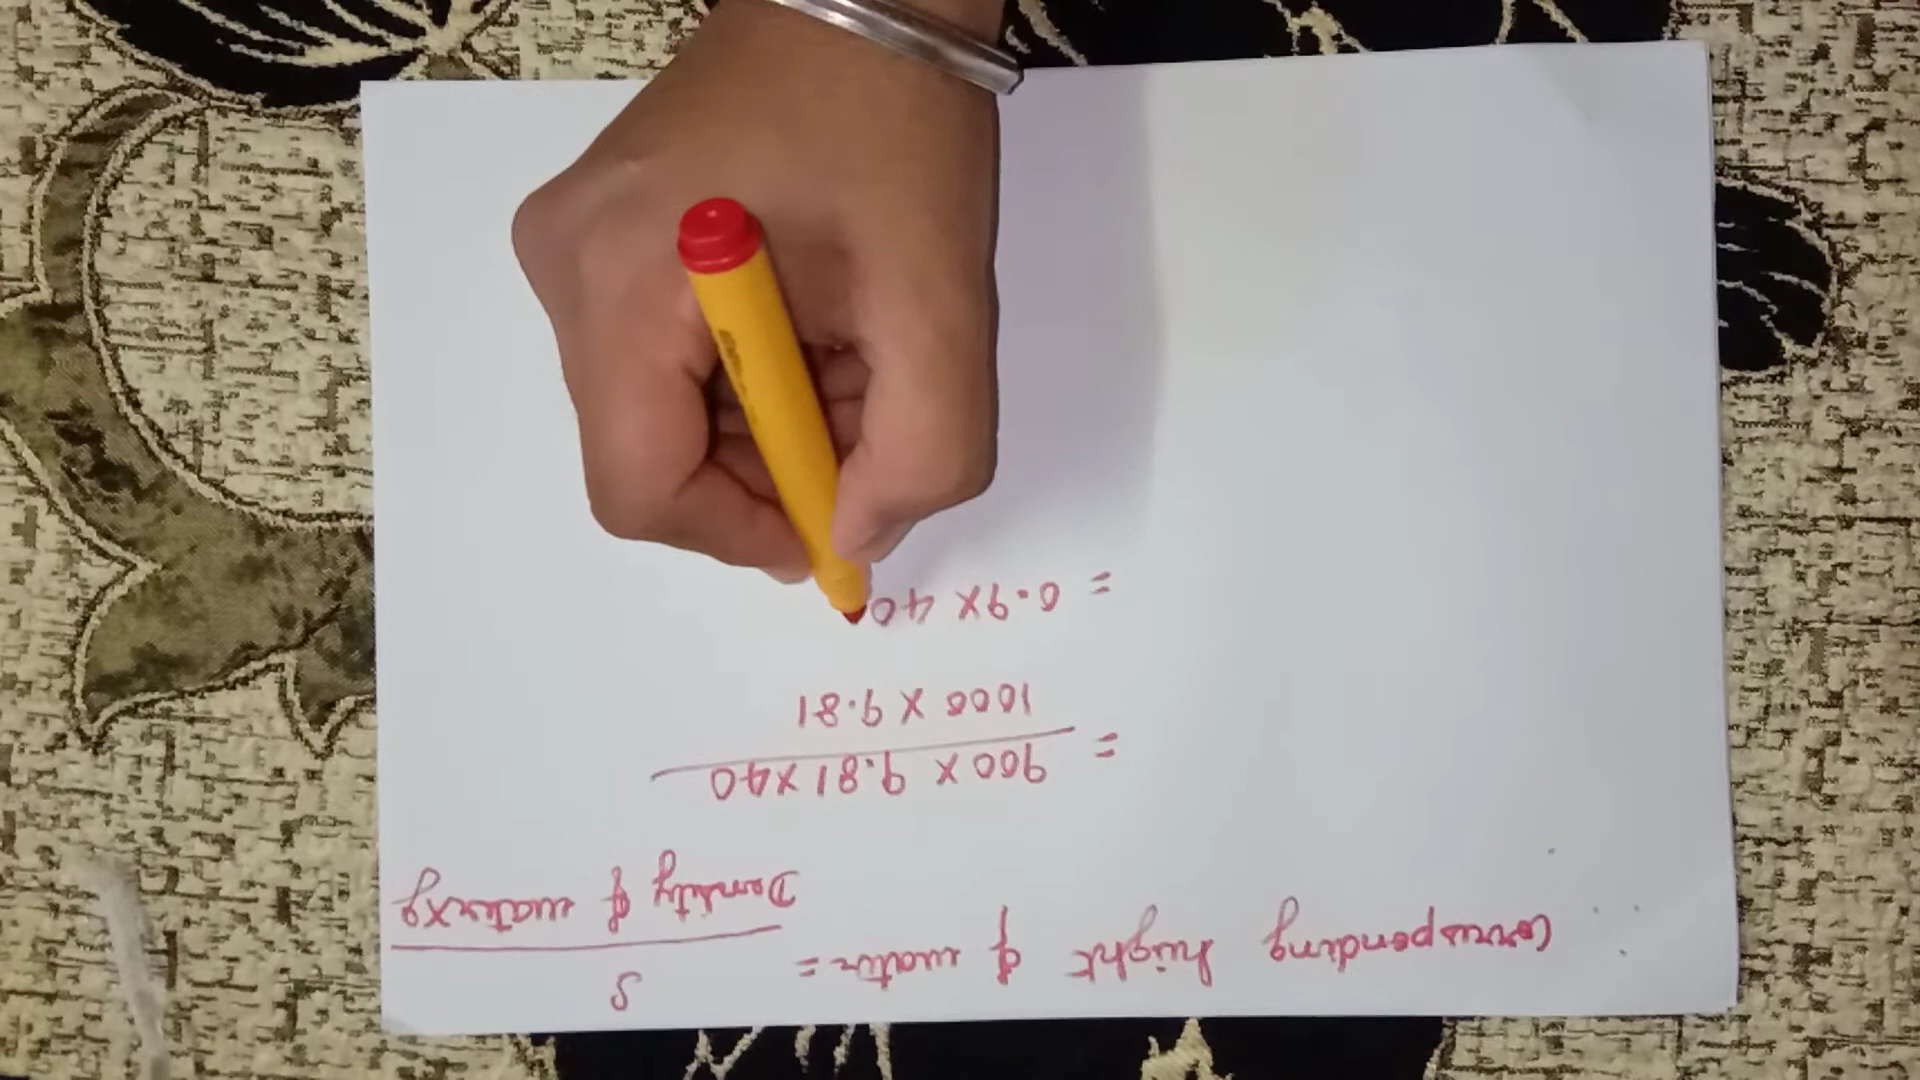 ∴ Corresponding height of water = S
Density of water x g
= 900 x 9.81 x 40
1000 x 9.81
= 0.9 x 40